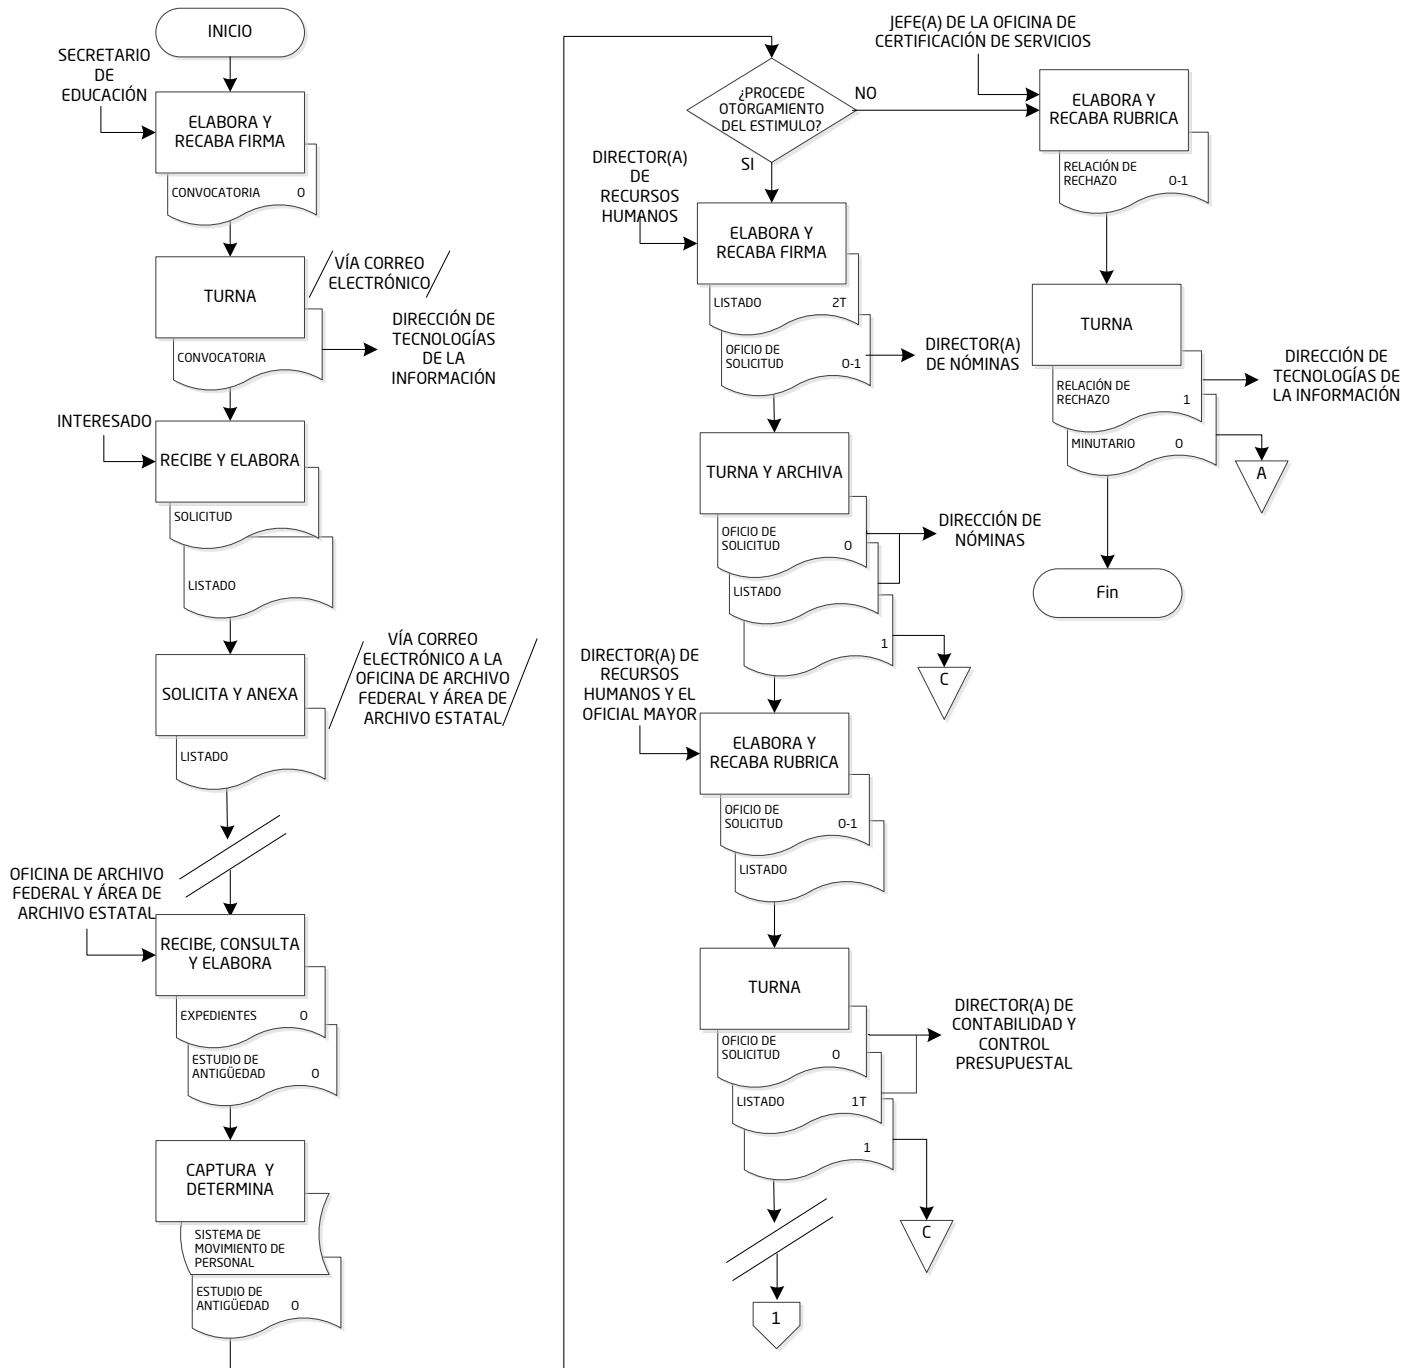 INICIO
SECRETARIO
DE
EDUCACIÓN
ELABORA Y
RECABA FIRMA
CONVOCATORIA 0
TURNA
VÍA CORREO
ELECTRÓNICO
CONVOCATORIA
DIRECCIÓN DE
TECNOLOGÍAS
DE LA
INFORMACIÓN
INTERESADO
RECIBE Y ELABORA
SOLICITUD
LISTADO
SOLICITA Y ANEXA
VÍA CORREO
ELECTRÓNICO A LA
OFICINA DE ARCHIVO
FEDERAL Y ÁREA DE
ARCHIVO ESTATAL
LISTADO
OFICINA DE ARCHIVO
FEDERAL Y ÁREA DE
ARCHIVO ESTATAL
RECIBE, CONSULTA
Y ELABORA
EXPEDIENTES 0
ESTUDIO DE
ANTIGÜEDAD 0
CAPTURA Y
DETERMINA
SISTEMA DE
MOVIMIENTO DE
PERSONAL
ESTUDIO DE
ANTIGÜEDAD 0
¿PROCEDE
OTORGAMIENTO
DEL ESTIMULO?
NO
SI
DIRECTOR(A)
DE
RECURSOS
HUMANOS
ELABORA Y
RECABA FIRMA
LISTADO 2T
OFICIO DE
SOLICITUD 0-1
DIRECTOR(A)
DE NÓMINAS
TURNA Y ARCHIVA
OFICIO DE
SOLICITUD 0
LISTADO
1
DIRECCIÓN DE
NÓMINAS
C
DIRECTOR(A) DE
RECURSOS
HUMANOS Y EL
OFICIAL MAYOR
ELABORA Y
RECABA RUBRICA
OFICIO DE
SOLICITUD 0-1
LISTADO
TURNA
OFICIO DE
SOLICITUD 0
LISTADO 1T
1
DIRECTOR(A) DE
CONTABILIDAD Y
CONTROL
PRESUPUESTAL
C
1
JEFE(A) DE LA OFICINA DE
CERTIFICACIÓN DE SERVICIOS
ELABORA Y
RECABA RUBRICA
RELACIÓN DE
RECHAZO 0-1
TURNA
RELACIÓN DE
RECHAZO 1
MINUTARIO 0
DIRECCIÓN DE
TECNOLOGÍAS DE
LA INFORMACIÓN
A
Fin